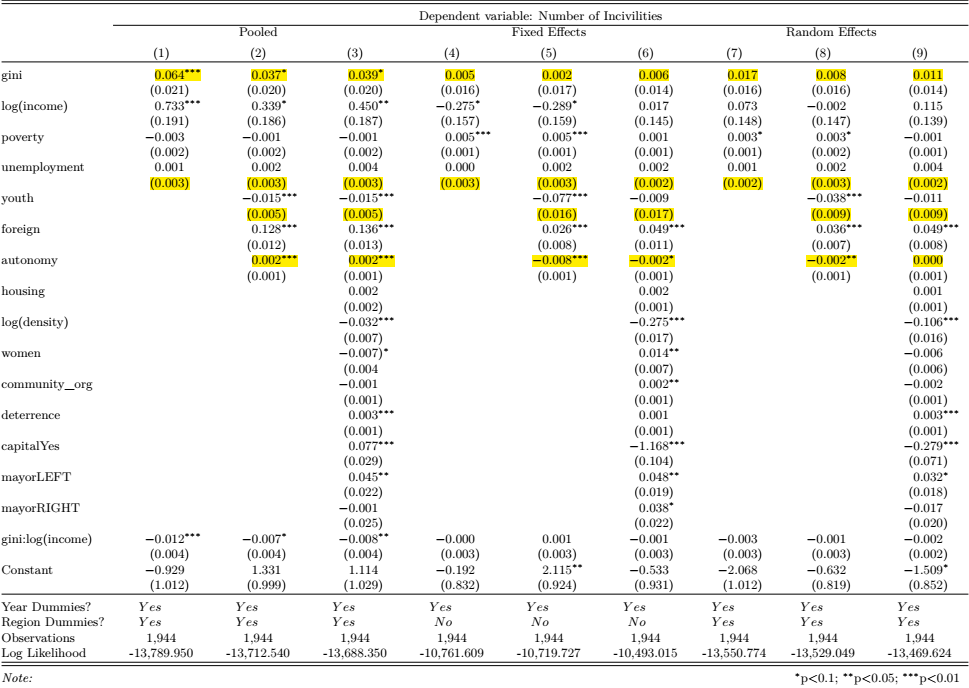 Dependent variable: Number of Incivilities
Pooled Fixed Effects Random Effects
(1) (2) (3) (4) (5) (6) (7) (8) (9)
gini 0.064*** 0.037* 0.039* 0.005 0.002 0.006 0.017 0.008 0.011
(0.021) (0.020) (0.020) (0.016) (0.017) (0.014) (0.016) (0.016) (0.014)
log(income) 0.733*** 0.339* 0.450** −0.275* −0.289* 0.017 0.073 −0.002 0.115
(0.191) (0.186) (0.187) (0.157) (0.159) (0.145) (0.148) (0.147) (0.139)
poverty −0.003 −0.001 −0.001 0.005*** 0.005*** 0.001 0.003* 0.003* −0.001
(0.002) (0.002) (0.002) (0.001) (0.001) (0.001) (0.001) (0.002) (0.001)
unemployment 0.001 0.002 0.004 0.000 0.002 0.002 0.001 0.002 0.004
(0.003) (0.003) (0.003) (0.003) (0.003) (0.002) (0.002) (0.003) (0.002)
youth −0.015*** −0.015*** −0.077*** −0.009 −0.038*** −0.011
(0.005) (0.005) (0.016) (0.017) (0.009) (0.009)
foreign 0.128*** 0.136*** 0.026*** 0.049*** 0.036*** 0.049***
(0.012) (0.013) (0.008) (0.011) (0.007) (0.008)
autonomy 0.002*** 0.002*** −0.008*** −0.002* −0.002** 0.000
(0.001) (0.001) (0.001) (0.001) (0.001) (0.001)
housing 0.002 0.002 0.001
(0.002) (0.001) (0.001)
log(density) −0.032*** −0.275*** −0.106***
(0.007) (0.017) (0.016)
women −0.007)* 0.014** −0.006
(0.004 (0.007) (0.006)
community_org −0.001 0.002** −0.002
(0.001) (0.001) (0.001)
deterrence 0.003*** 0.001 0.003***
(0.001) (0.001) (0.001)
capitalYes 0.077*** −1.168*** −0.279***
(0.029) (0.104) (0.071)
mayorLEFT 0.045** 0.048** 0.032*
(0.022) (0.019) (0.018)
mayorRIGHT −0.001 0.038* −0.017
(0.025) (0.022) (0.020)
gini:log(income) −0.012*** −0.007* −0.008** −0.000 0.001 −0.001 −0.003 −0.001 −0.002
(0.004) (0.004) (0.004) (0.003) (0.003) (0.003) (0.003) (0.003) (0.002)
Constant −0.929 1.331 1.114 −0.192 2.115** −0.533 −2.068 −0.632 −1.509*
(1.012) (0.999) (1.029) (0.832) (0.924) (0.931) (1.012) (0.819) (0.852)
Year Dummies? Yes Yes Yes Yes Yes Yes Yes Yes Yes
Region Dummies? Yes Yes Yes No No No Yes Yes Yes
Observations 1,944 1,944 1,944 1,944 1,944 1,944 1,944 1,944 1,944
Log Likelihood -13,789.950 -13,712.540 -13,688.350 -10,761.609 -10,719.727 -10,493.015 -13,550.774 -13,529.049 -13,469.624
Note: *p<0.1; **p<0.05; ***p<0.01